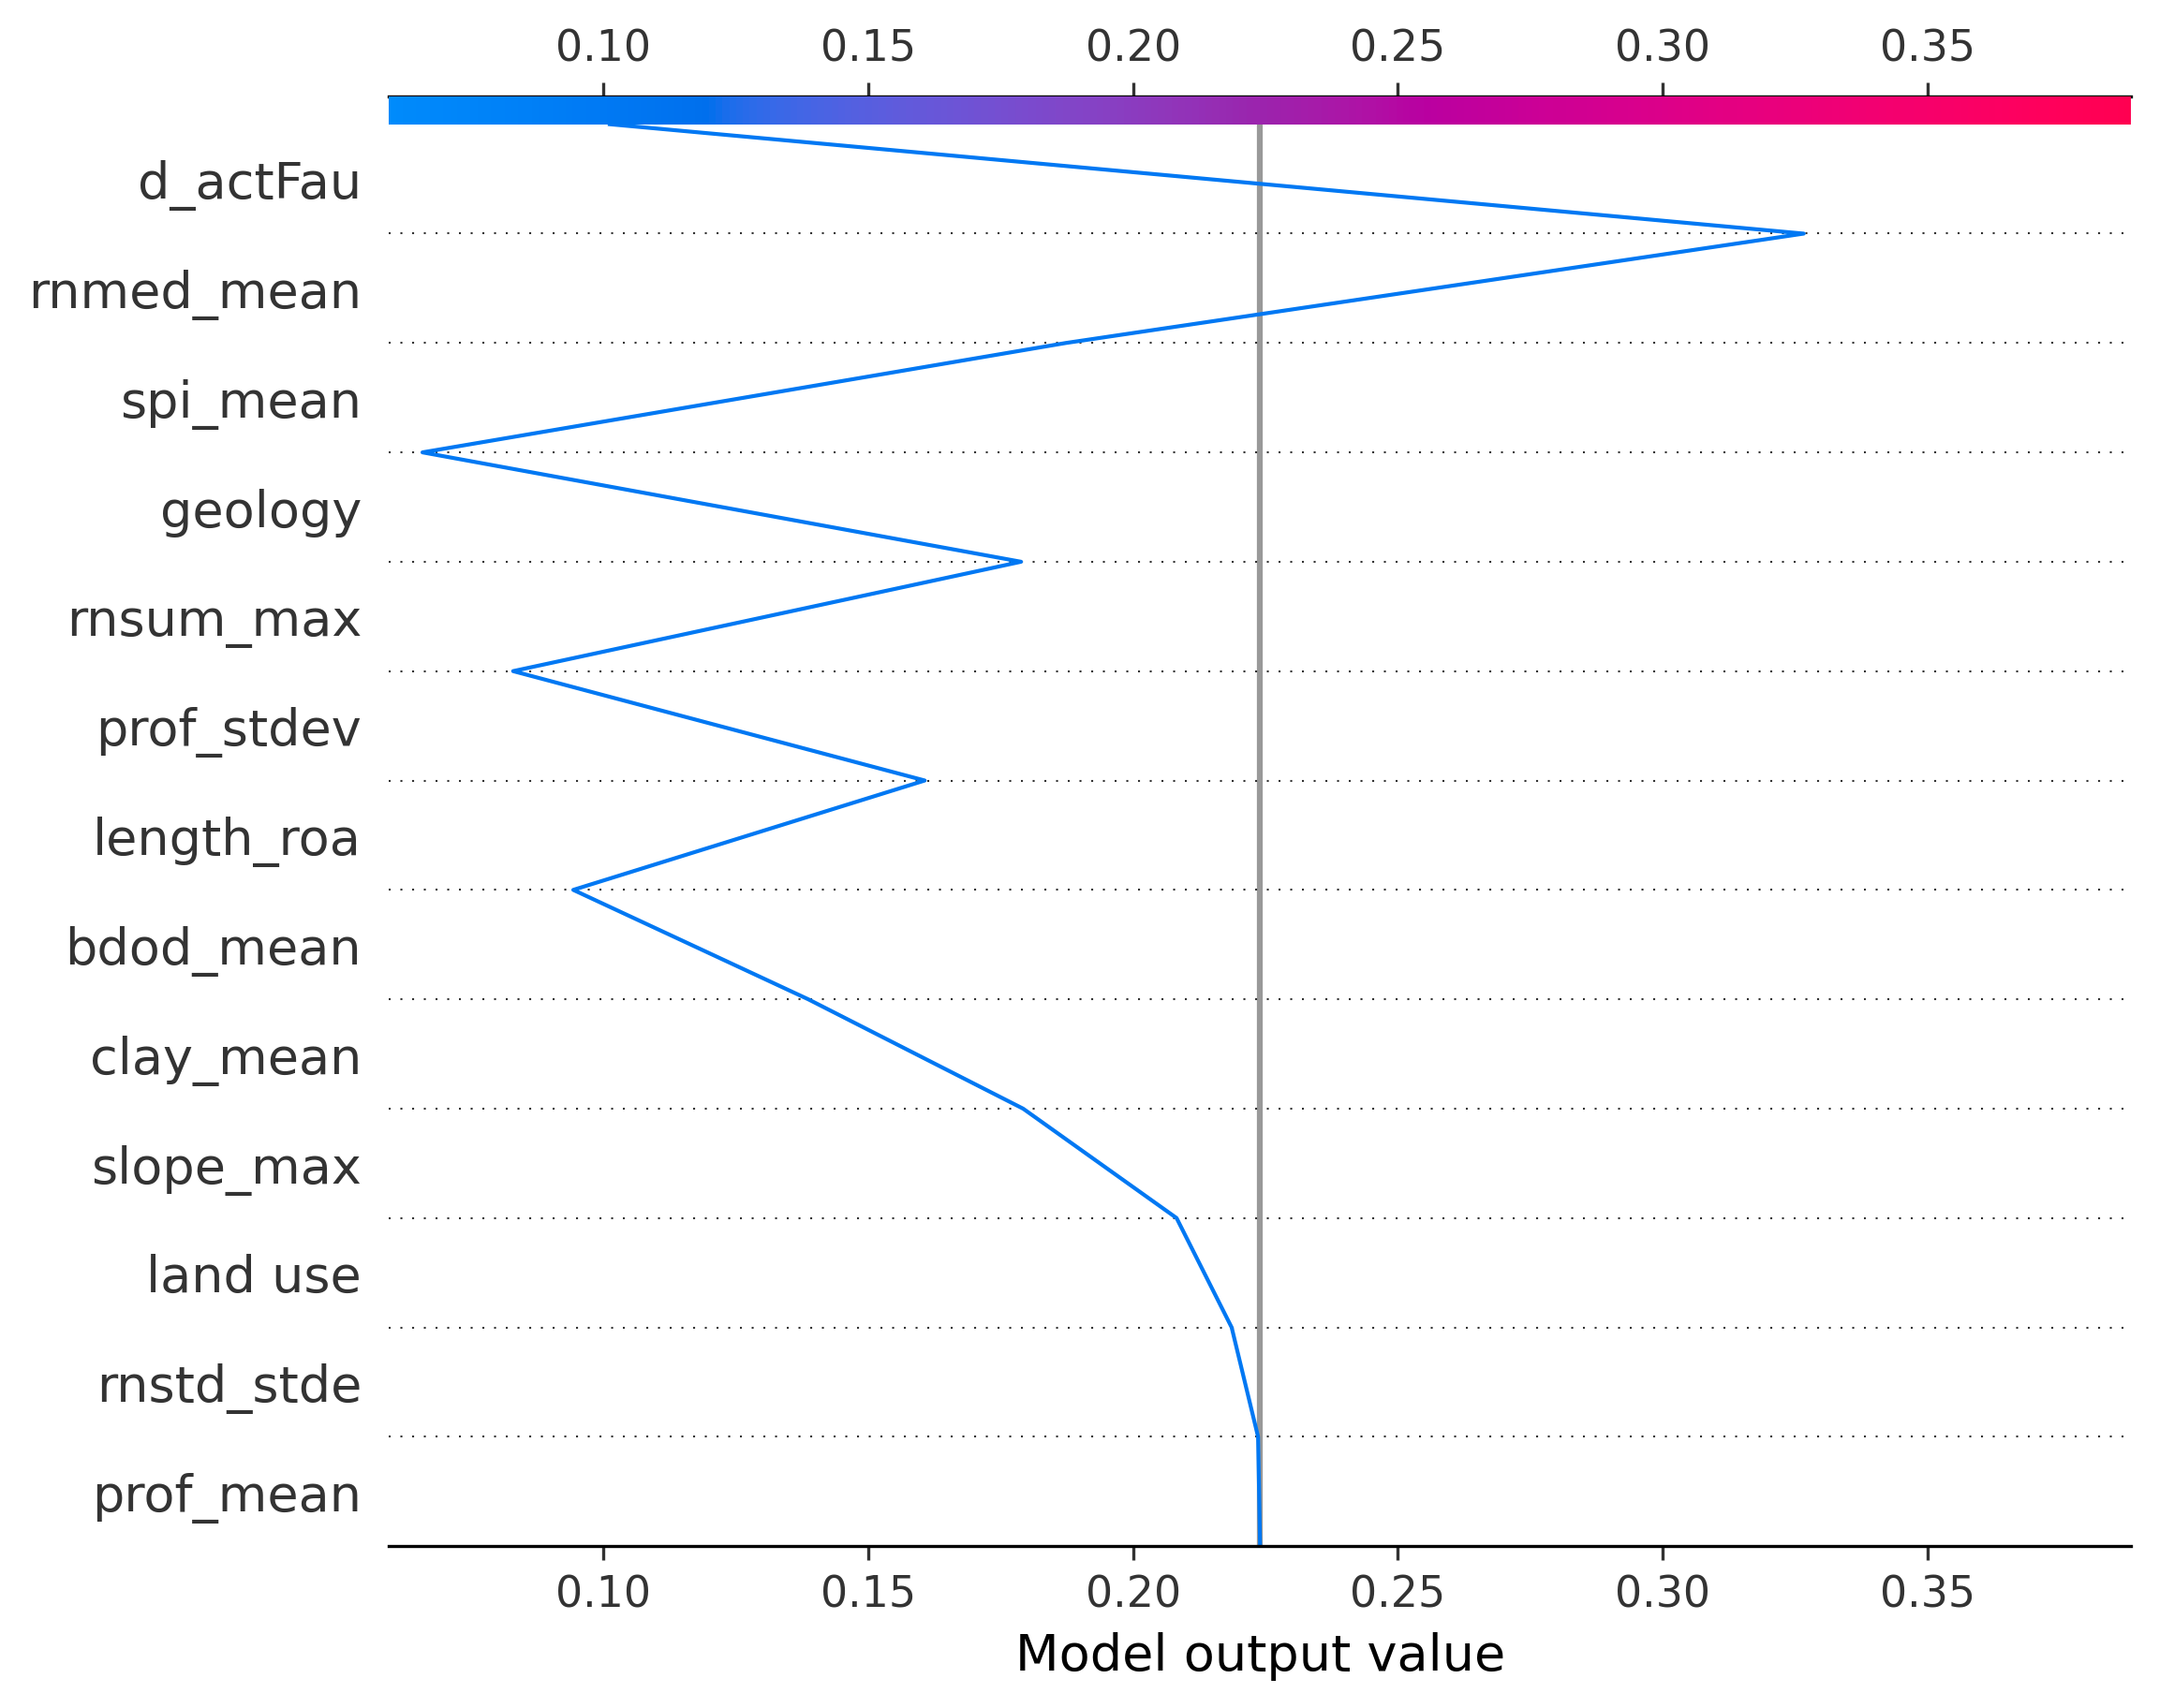 0.10 0.15 0.20 0.25 0.30 0.35
d_actFau
rnmed_mean
spi_mean
geology
rnsum_max
prof_stdev
length_roa
bdod_mean
clay_mean
slope_max
land use
rnstd_stde
prof_mean
0.10 0.15 0.20 0.25 0.30 0.35
Model output value